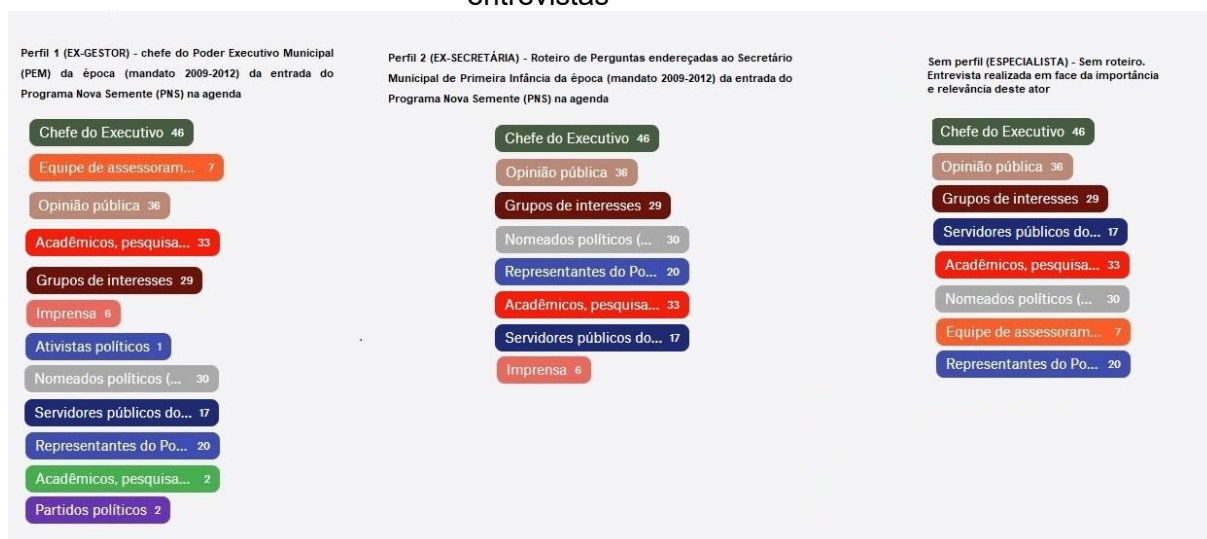 entrevistas
Perfil 1 (EX-GESTOR) - chefe do Poder Executivo Municipal
(PEM) da época (mandato 2009-2012) da entrada do
Programa Nova Semente (PNS) na agenda
Chefe do Executivo 46
Equipe de assessoram... 7
Opinião pública 36
Acadêmicos, pesquisa... 33
Grupos de interesses 29
Imprensa 6
Ativistas políticos 1
Nomeados políticos (... 30
Servidores públicos do... 17
Representantes do Po... 20
Acadêmicos, pesquisa... 2
Partidos políticos 2
Perfil 2 (EX-SECRETÁRIA) - Roteiro de Perguntas endereçadas ao Secretário
Municipal de Primeira Infância da época (mandato 2009-2012) da entrada do
Programa Nova Semente (PNS) na agenda
Chefe do Executivo 46
Opinião pública 36
Grupos de interesses 29
Nomeados políticos (... 30
Representantes do Po... 20
Acadêmicos, pesquisa... 33
Servidores públicos do... 17
Imprensa 6
Sem perfil (ESPECIALISTA) - Sem roteiro.
Entrevista realizada em face da importância
e relevância deste ator
Chefe do Executivo 46
Opinião pública 36
Grupos de interesses 29
Servidores públicos do... 17
Acadêmicos, pesquisa... 33
Nomeados políticos (... 30
Equipe de assessoram... 7
Representantes do Po... 20